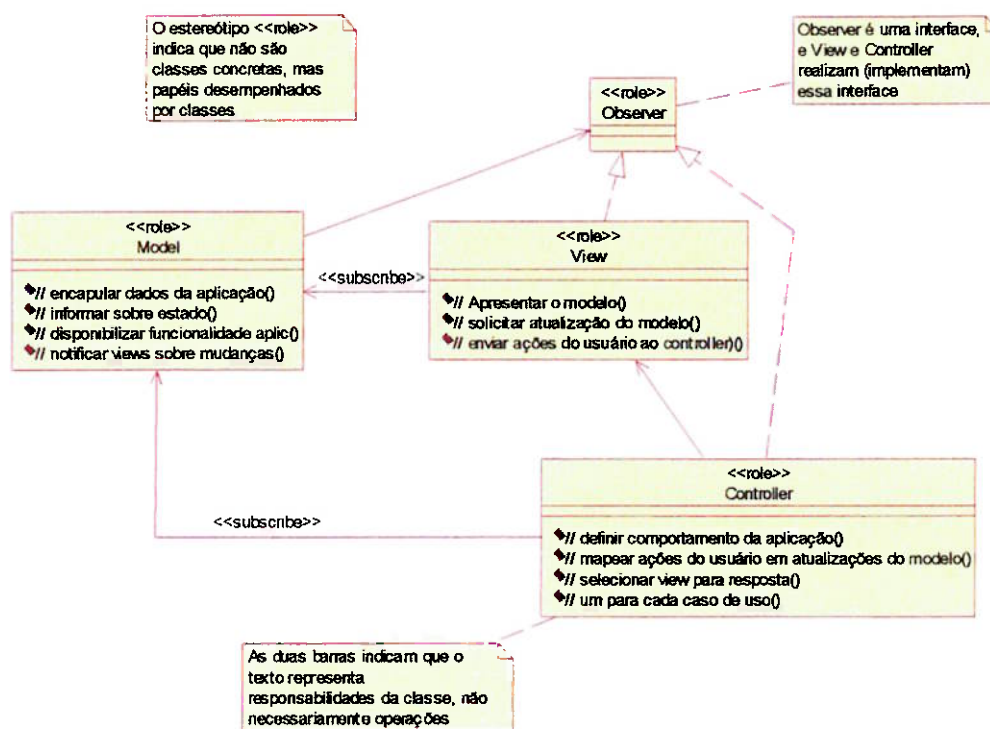 O estereótipo <<role>>
indica que não são
classes concretas, mas
papéis desempenhados
por classes
Observer é uma interface,
e View e Controller
realizam (implementam)
essa interface
<<role>>
Observer
<<role>>
Model
// encapular dados da aplicação()
// informar sobre estado()
// disponibilizar funcionalidade aplic()
// notificar views sobre mudanças()
<<subscribe>>
<<role>>
View
// Apresentar o modelo()
// solicitar atualização do modelo()
// enviar ações do usuário ao controller)()
<<subscribe>>
<<role>>
Controller
// definir comportamento da aplicação()
// mapear ações do usuário em atualizações do modelo()
// selecionar view para resposta()
// um para cada caso de uso()
As duas barras indicam que o
texto representa
responsabilidades da classe, não
necessariamente operações